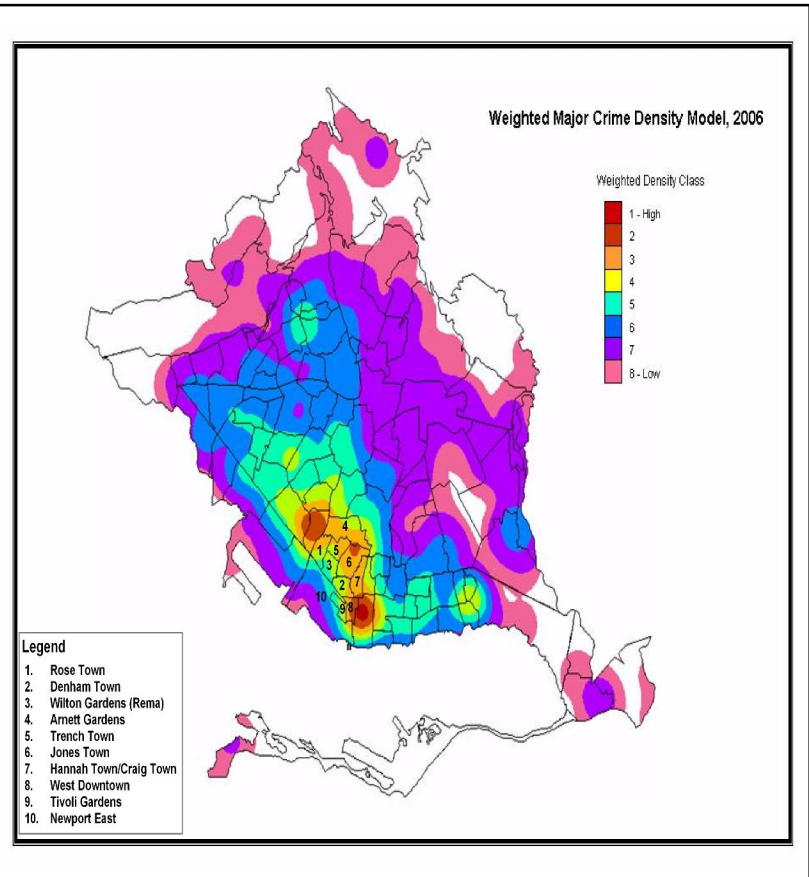 Weighted Major Crime Density Model, 2006
Weighted Density Class
1 - High
2
3
4
5
6
7
8 - Low
4
1
5
3
6
2
7
10
9
8
Legend
1. Rose Town
2. Denham Town
3. Wilton Gardens (Rema)
4. Arnett Gardens
5. Trench Town
6. Jones Town
7. Hannah Town/Craig Town
8. West Downtown
9. Tivoli Gardens
10. Newport East